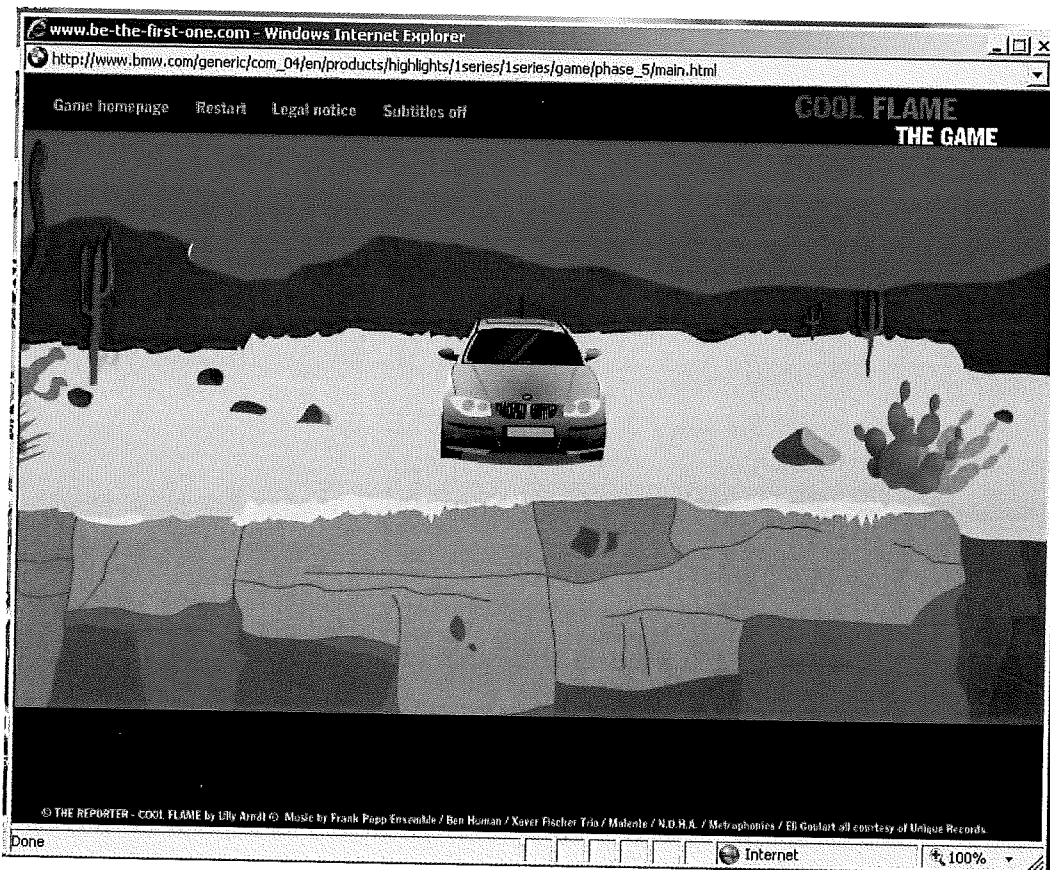 www.be-the-first-one.com - Windows Internet Explorer
http://www.bmw.com/generic/com_04/en/products/highlights/1series/1series/game/phase_5/main.html
Game homepage Restart Legal notice Subtitles off
COOL FLAME
THE GAME
© THE REPORTER - COOL FLAME by Lilly Arndt © Music by Frank Popp Ensemble / Ben Human / Xaver Fischer Trio / Malente / N.O.H.A. / Metrophonics / Eli Goulart all courtesy of Unique Records
Done Internet 100%